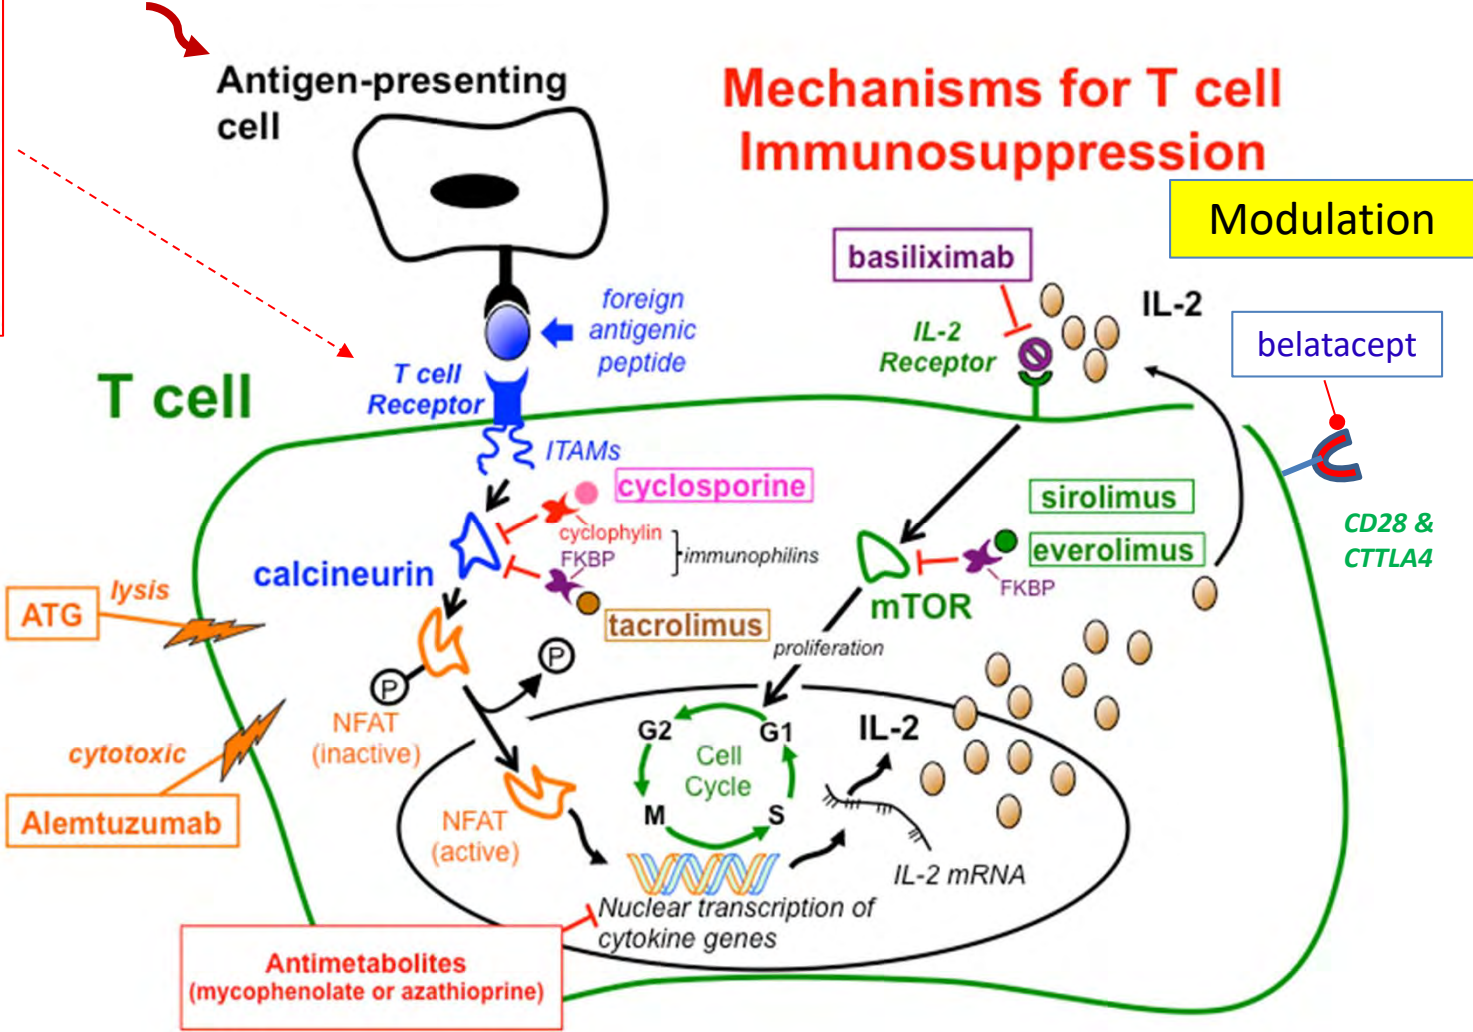 Antigen-presenting
cell
Mechanisms for T cell
Immunosuppression
Modulation
basiliximab
foreign
antigenic
peptide
IL-2
Receptor
IL-2
belatacept
T cell
T cell
Receptor
ITAMs
cyclosporine
cyclophylin
FKBP
immunophilins
calcineurin
tacrolimus
sirolimus
everolimus
FKBP
mTOR
CD28 &
CTTLA4
lysis
ATG
proliferation
P
P
NFAT
(inactive)
cytotoxic
Alemtuzumab
G2
G1
Cell
Cycle
M
S
IL-2
NFAT
(active)
IL-2 mRNA
Nuclear transcription of
cytokine genes
Antimetabolites
(mycophenolate or azathioprine)